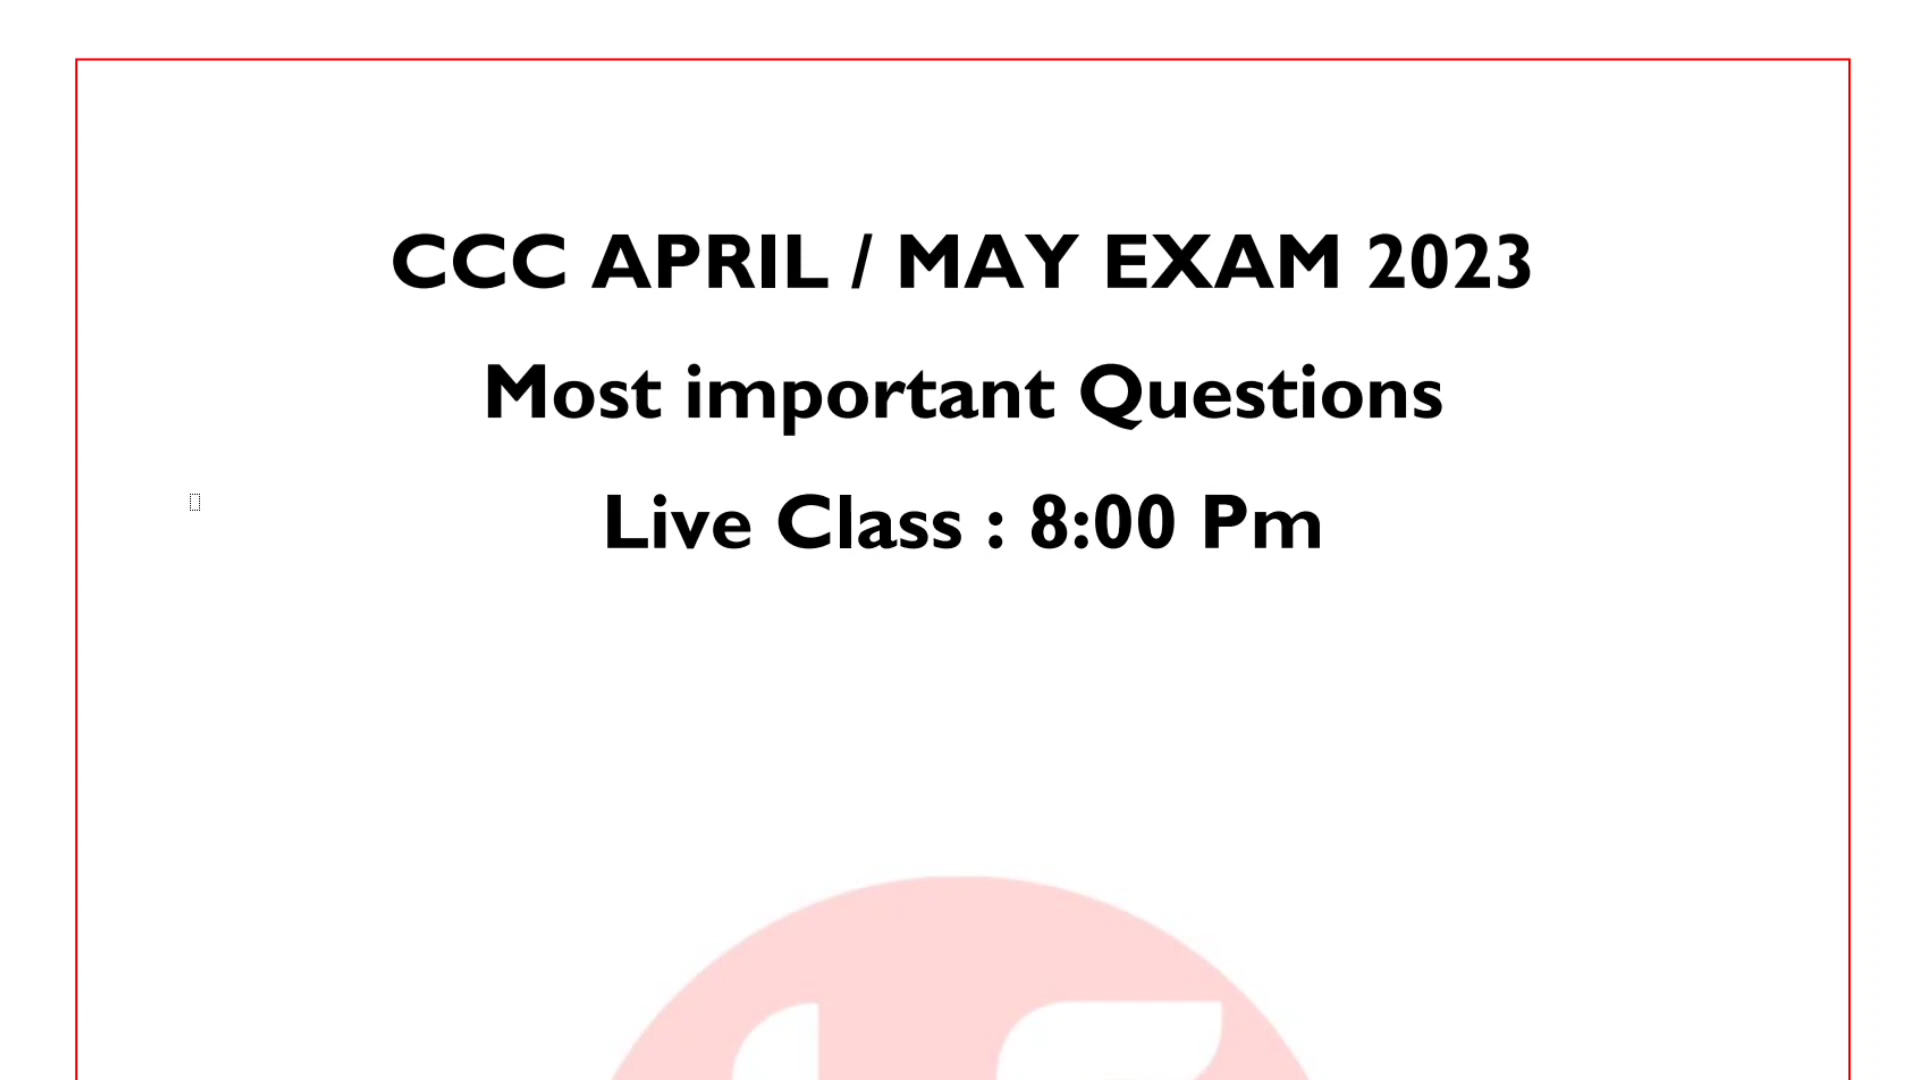 CCC APRIL / MAY EXAM 2023
Most important Questions
Live Class : 8:00 Pm